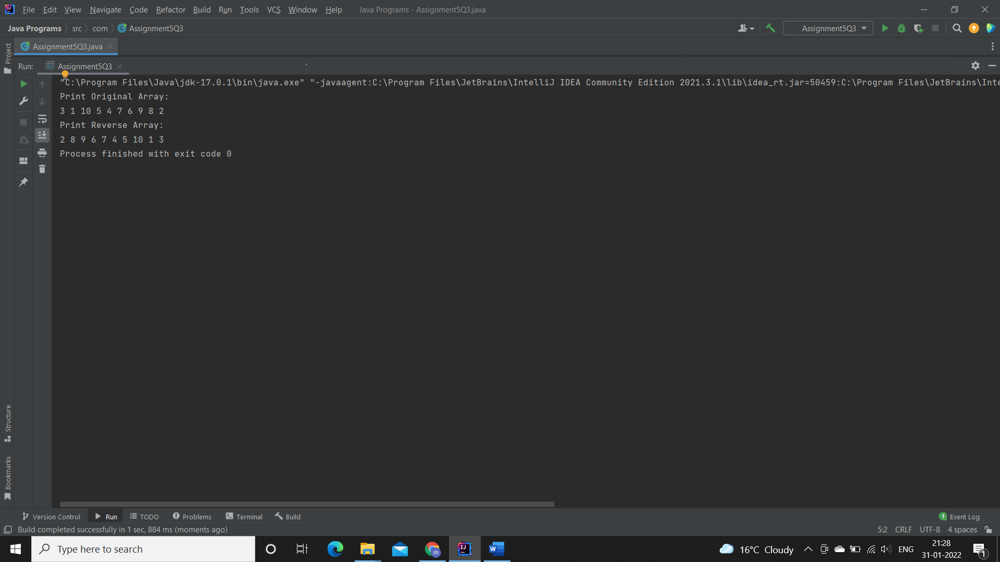 File Edit View Navigate Code Refactor Build Run Tools VCS Window Help Java Programs - Assignment5Q3.java
Java Programs src com Assignment5Q3
Assignment5Q3
Assignment5Q3.java
Project
Run: Assignment5Q3
"C:\Program Files\Java\jdk-17.0.1\bin\java.exe" "-javaagent:C:\Program Files\JetBrains\IntelliJ IDEA Community Edition 2021.3.1\lib\idea_rt.jar=50459:C:\Program Files\JetBrains\Inte
Print Original Array:
3 1 10 5 4 7 6 9 8 2
Print Reverse Array:
2 8 9 6 7 4 5 10 1 3
Process finished with exit code 0
Structure
Bookmarks
Version Control Run TODO Problems Terminal Build 1 Event Log
Build completed successfully in 1 sec, 884 ms (moments ago) 5:2 CRLF UTF-8 4 spaces
Type here to search
16°C Cloudy ENG
21:28
31-01-2022
1